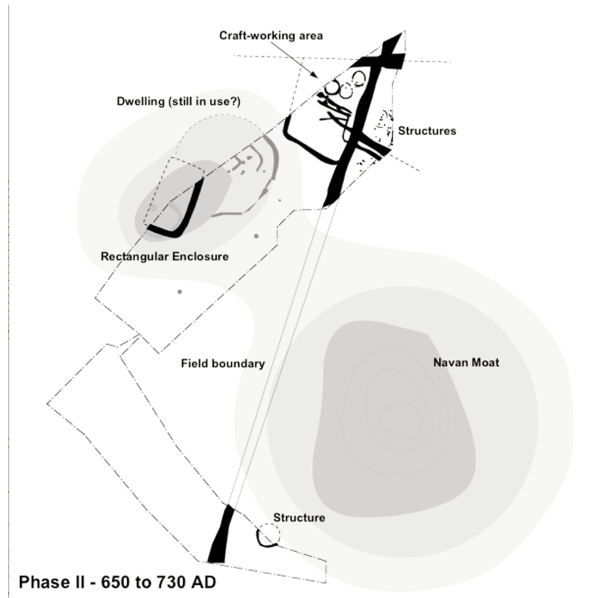 Craft-working area
Dwelling (still in use?)
Structures
Rectangular Enclosure
Field boundary
Navan Moat
Structure
Phase II - 650 to 730 AD